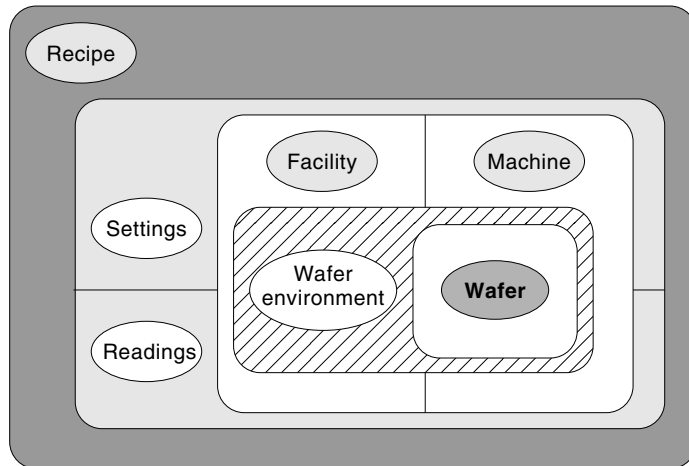 Recipe
Facility
Machine
Settings
Wafer
environment
Wafer
Readings